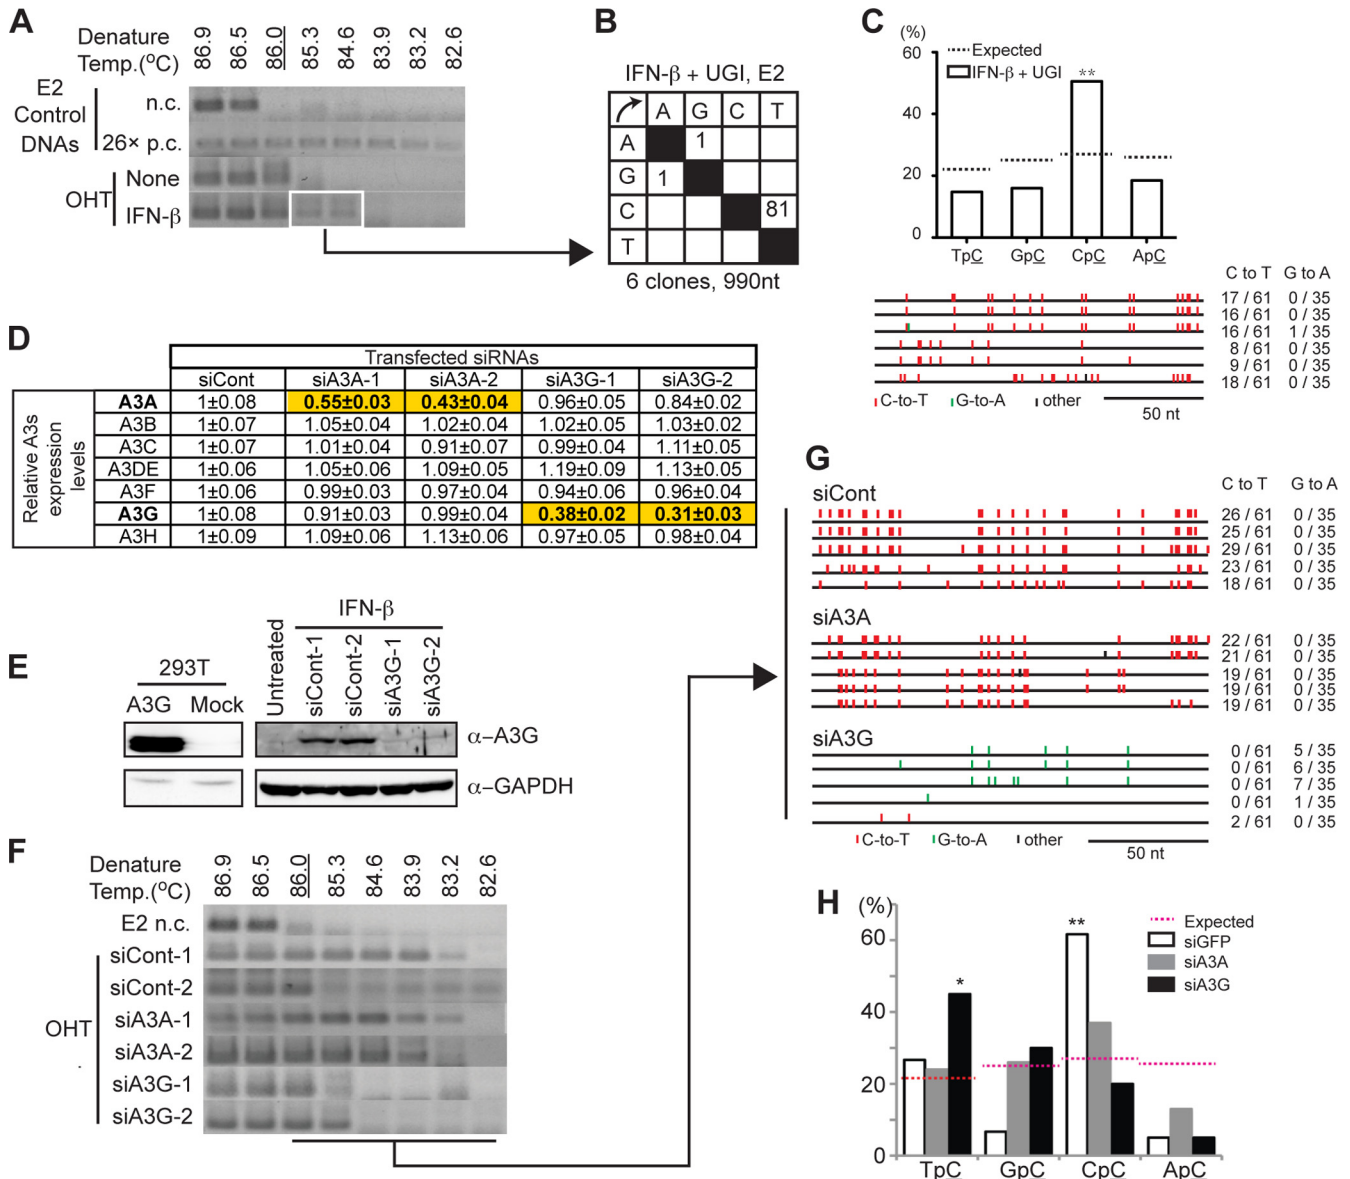 A
Denature Temp.(°C)
86.9 86.5 86.0 85.3 84.6 83.9 83.2 82.6
E2 Control DNAs
n.c.
26× p.c.
OHT
None
IFN-β
B
IFN-β + UGI, E2
A G C T
A 1
G 1
C 81
T
6 clones, 990nt
C
(%)
60
40
20
0
Expected
IFN-β + UGI
**
TpC GpC CpC ApC
C to T G to A
17 / 61 0 / 35
16 / 61 0 / 35
16 / 61 1 / 35
8 / 61 0 / 35
9 / 61 0 / 35
18 / 61 0 / 35
C-to-T G-to-A other
50 nt
D
Transfected siRNAs
siCont siA3A-1 siA3A-2 siA3G-1 siA3G-2
Relative A3s expression levels
A3A 1±0.08 0.55±0.03 0.43±0.04 0.96±0.05 0.84±0.02
A3B 1±0.07 1.05±0.04 1.02±0.04 1.02±0.05 1.03±0.02
A3C 1±0.07 1.01±0.04 0.91±0.07 0.99±0.04 1.11±0.05
A3DE 1±0.06 1.05±0.06 1.09±0.05 1.19±0.09 1.13±0.05
A3F 1±0.06 0.99±0.03 0.97±0.04 0.94±0.06 0.96±0.04
A3G 1±0.08 0.91±0.03 0.99±0.04 0.38±0.02 0.31±0.03
A3H 1±0.09 1.09±0.06 1.13±0.06 0.97±0.05 0.98±0.04
E
293T
A3G Mock
IFN-β
Untreated
siCont-1
siCont-2
siA3G-1
siA3G-2
α–A3G
α–GAPDH
F
Denature Temp.(°C)
86.9 86.5 86.0 85.3 84.6 83.9 83.2 82.6
E2 n.c.
OHT
siCont-1
siCont-2
siA3A-1
siA3A-2
siA3G-1
siA3G-2
G
C to T G to A
siCont
26 / 61 0 / 35
25 / 61 0 / 35
29 / 61 0 / 35
23 / 61 0 / 35
18 / 61 0 / 35
siA3A
22 / 61 0 / 35
21 / 61 0 / 35
19 / 61 0 / 35
19 / 61 0 / 35
19 / 61 0 / 35
siA3G
0 / 61 5 / 35
0 / 61 6 / 35
0 / 61 7 / 35
0 / 61 1 / 35
2 / 61 0 / 35
C-to-T G-to-A other
50 nt
H
(%)
60
40
20
0
Expected
siGFP
siA3A
siA3G
*
**
TpC GpC CpC ApC